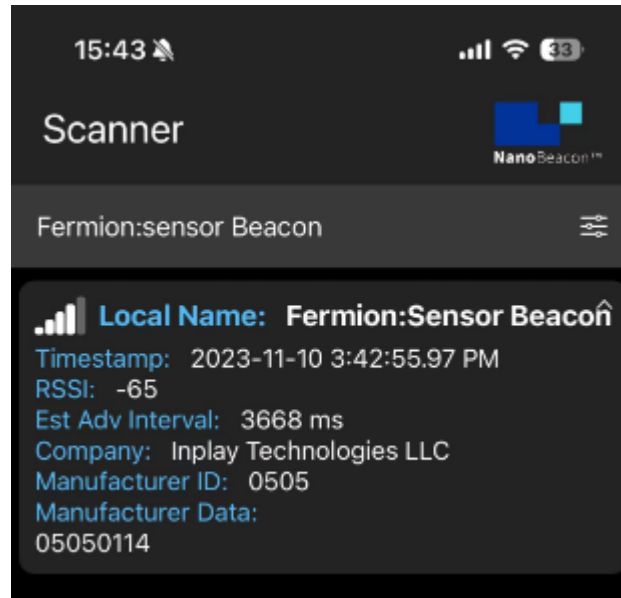 15:43 33
Scanner
NanoBeacon™
Fermion:sensor Beacon
Local Name: Fermion:Sensor Beacon
Timestamp: 2023-11-10 3:42:55.97 PM
RSSI: -65
Est Adv Interval: 3668 ms
Company: Inplay Technologies LLC
Manufacturer ID: 0505
Manufacturer Data:
05050114